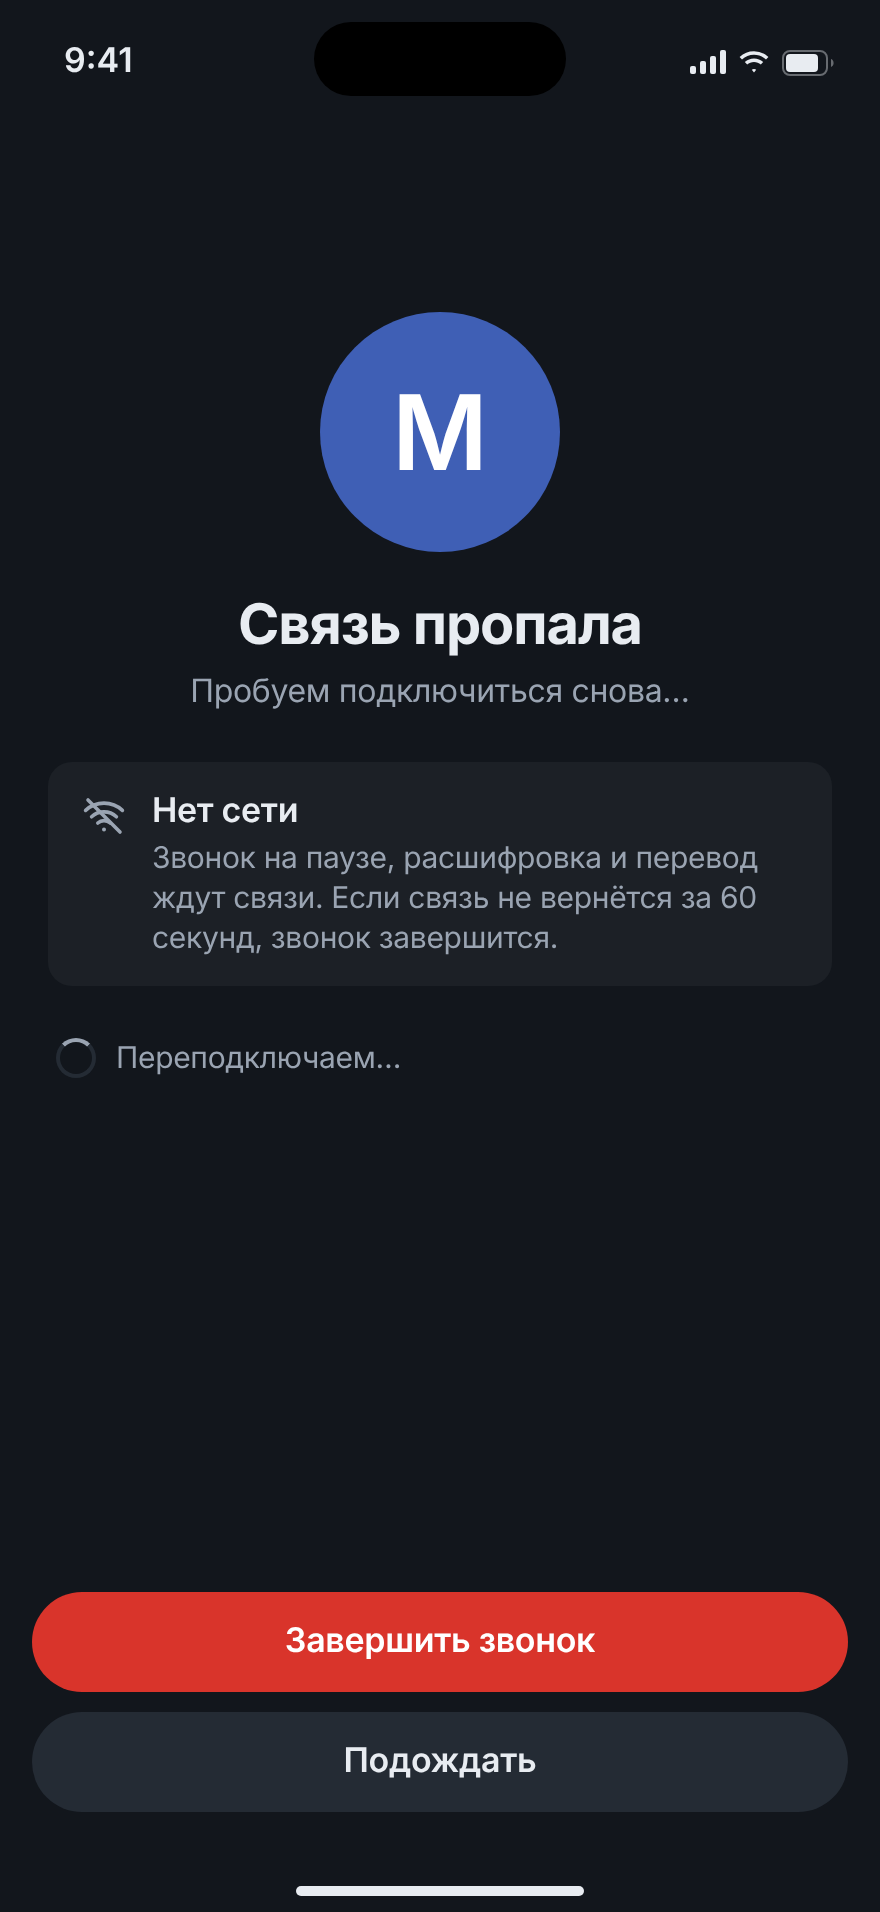 9:41
М
Связь пропала
Пробуем подключиться снова...
Нет сети
Звонок на паузе, расшифровка и перевод
ждут связи. Если связь не вернётся за 60
секунд, звонок завершится.
Переподключаем...
Завершить звонок
Подождать